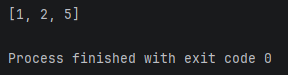 [1, 2, 5]
Process finished with exit code 0